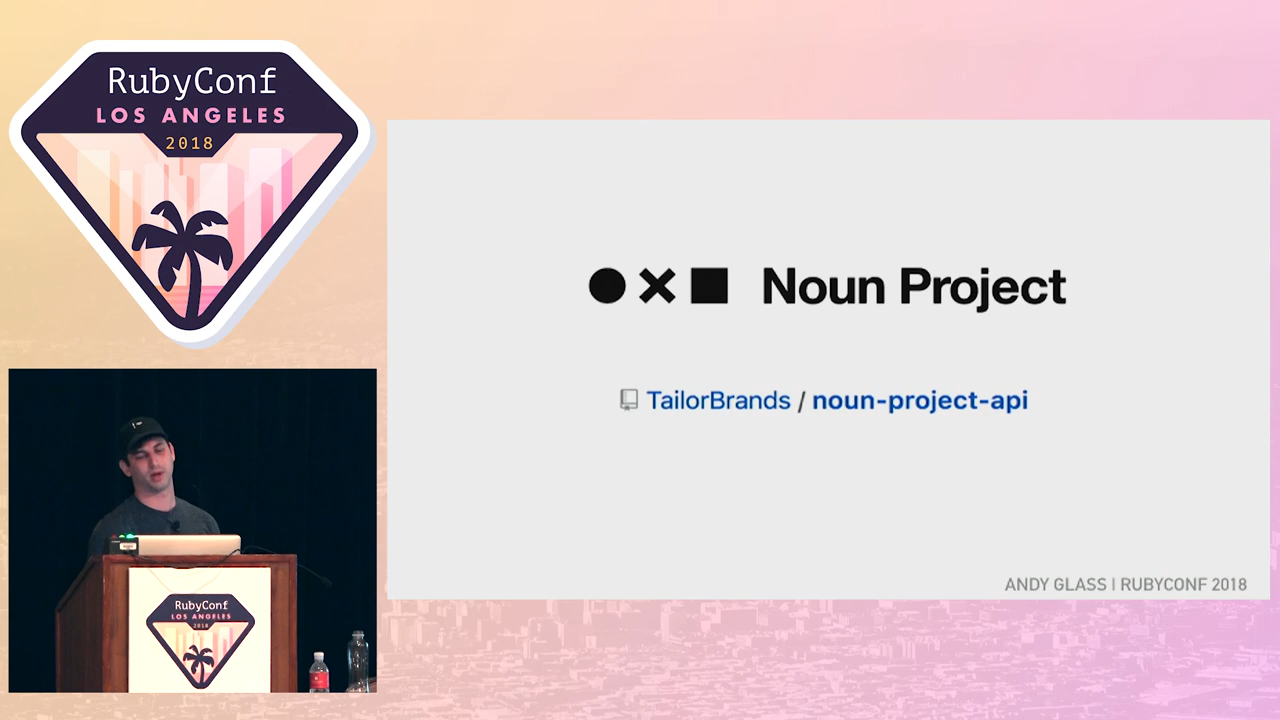 RubyConf
LOS ANGELES
2018
Noun Project
TailorBrands / noun-project-api
ANDY GLASS | RUBYCONF 2018
RubyConf
LOS ANGELES
2018